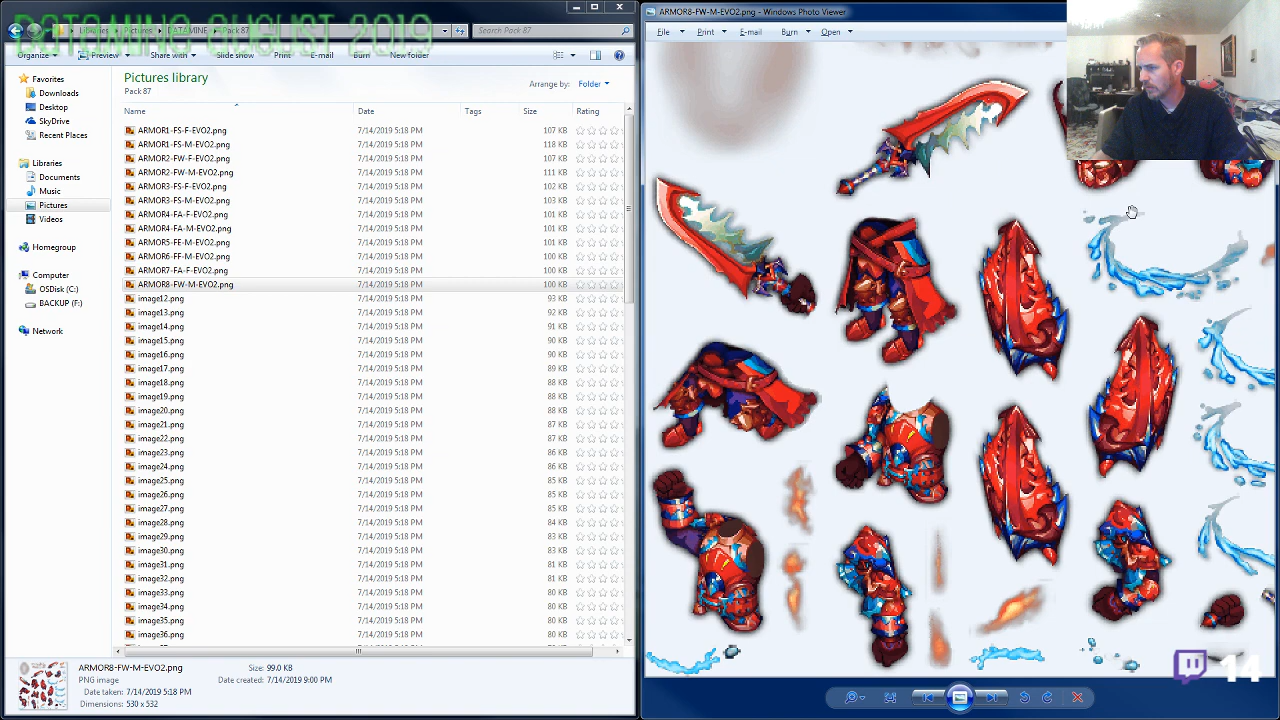 DATAMINE AUGUST 2019
Libraries Pictures DATAMINE Pack 87
Search Pack 87
Organize Preview Share with Slide show Print E-mail Burn New folder
Favorites
Downloads
Desktop
SkyDrive
Recent Places
Libraries
Documents
Music
Pictures
Videos
Homegroup
Computer
OSDisk (C:)
BACKUP (F:)
Network
Pictures library
Pack 87
Arrange by: Folder
Name Date Tags Size Rating
ARMOR1-FS-F-EVO2.png 7/14/2019 5:18 PM 107 KB
ARMOR1-FS-M-EVO2.png 7/14/2019 5:18 PM 118 KB
ARMOR2-FW-F-EVO2.png 7/14/2019 5:18 PM 107 KB
ARMOR2-FW-M-EVO2.png 7/14/2019 5:18 PM 111 KB
ARMOR3-FS-F-EVO2.png 7/14/2019 5:18 PM 102 KB
ARMOR3-FS-M-EVO2.png 7/14/2019 5:18 PM 103 KB
ARMOR4-FA-F-EVO2.png 7/14/2019 5:18 PM 101 KB
ARMOR4-FA-M-EVO2.png 7/14/2019 5:18 PM 101 KB
ARMOR5-FE-M-EVO2.png 7/14/2019 5:18 PM 101 KB
ARMOR6-FF-M-EVO2.png 7/14/2019 5:18 PM 100 KB
ARMOR7-FA-F-EVO2.png 7/14/2019 5:18 PM 100 KB
ARMOR8-FW-M-EVO2.png 7/14/2019 5:18 PM 100 KB
image12.png 7/14/2019 5:18 PM 93 KB
image13.png 7/14/2019 5:18 PM 92 KB
image14.png 7/14/2019 5:18 PM 91 KB
image15.png 7/14/2019 5:18 PM 90 KB
image16.png 7/14/2019 5:18 PM 90 KB
image17.png 7/14/2019 5:18 PM 89 KB
image18.png 7/14/2019 5:18 PM 88 KB
image19.png 7/14/2019 5:18 PM 88 KB
image20.png 7/14/2019 5:18 PM 88 KB
image21.png 7/14/2019 5:18 PM 87 KB
image22.png 7/14/2019 5:18 PM 87 KB
image23.png 7/14/2019 5:18 PM 86 KB
image24.png 7/14/2019 5:18 PM 86 KB
image25.png 7/14/2019 5:18 PM 85 KB
image26.png 7/14/2019 5:18 PM 85 KB
image27.png 7/14/2019 5:18 PM 85 KB
image28.png 7/14/2019 5:18 PM 84 KB
image29.png 7/14/2019 5:18 PM 83 KB
image30.png 7/14/2019 5:18 PM 83 KB
image31.png 7/14/2019 5:18 PM 81 KB
image32.png 7/14/2019 5:18 PM 81 KB
image33.png 7/14/2019 5:18 PM 80 KB
image34.png 7/14/2019 5:18 PM 80 KB
image35.png 7/14/2019 5:18 PM 80 KB
image36.png 7/14/2019 5:18 PM 80 KB
ARMOR8-FW-M-EVO2.png Size: 99.0 KB
PNG image Date created: 7/14/2019 9:00 PM
Date taken: 7/14/2019 5:18 PM
Dimensions: 530 x 532
ARMOR8-FW-M-EVO2.png - Windows Photo Viewer
File Print E-mail Burn Open
14